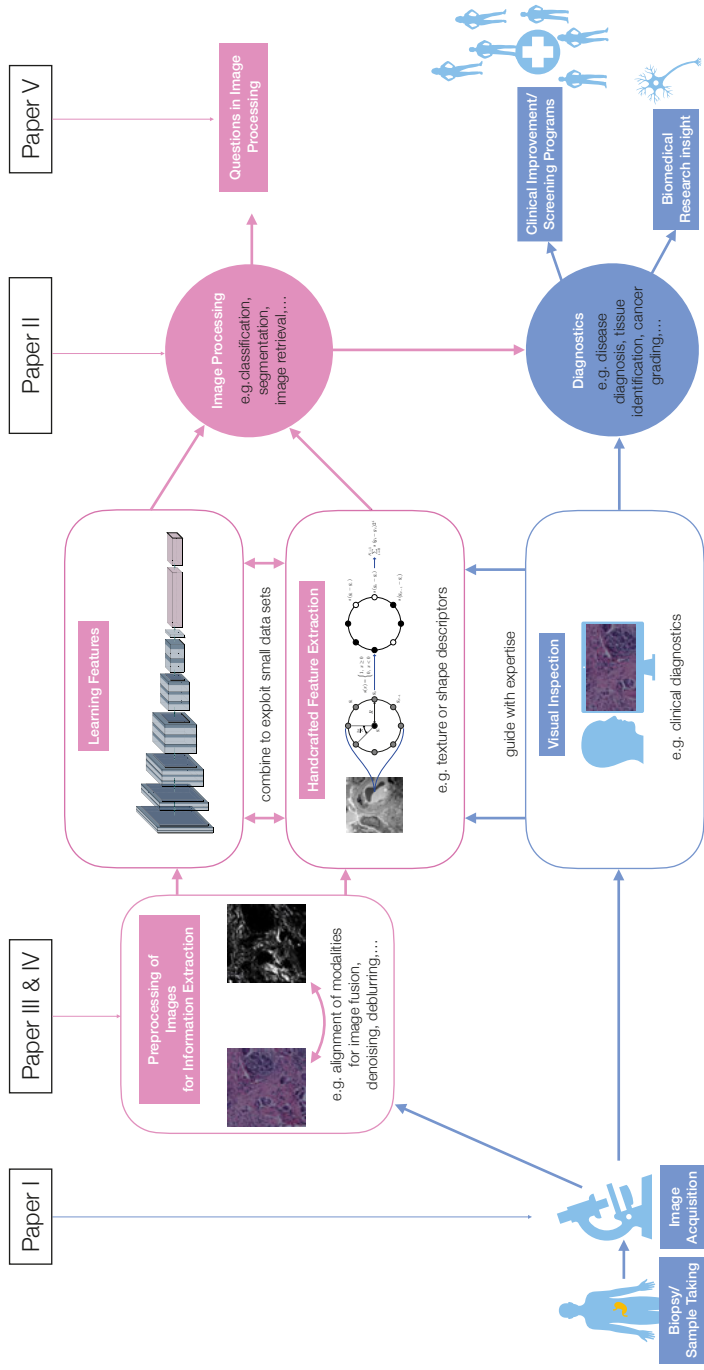 Paper I
Paper III & IV
Paper II
Paper V
Preprocessing of
Images
for Information Extraction
e.g. alignment of modalities
for image fusion,
denoising, deblurring,...
Learning Features
combine to exploit small data sets
Handcrafted Feature Extraction
e.g. texture or shape descriptors
guide with expertise
Visual Inspection
e.g. clinical diagnostics
Image Processing
e.g.classification,
segmentation,
image retrieval,...
Questions in Image
Processing
Diagnostics
e.g. disease
diagnosis, tissue
identification, cancer
grading,...
Clinical Improvement/
Screening Programs
Biomedical
Research insight
Biopsy/
Sample Taking
Image
Acquisition